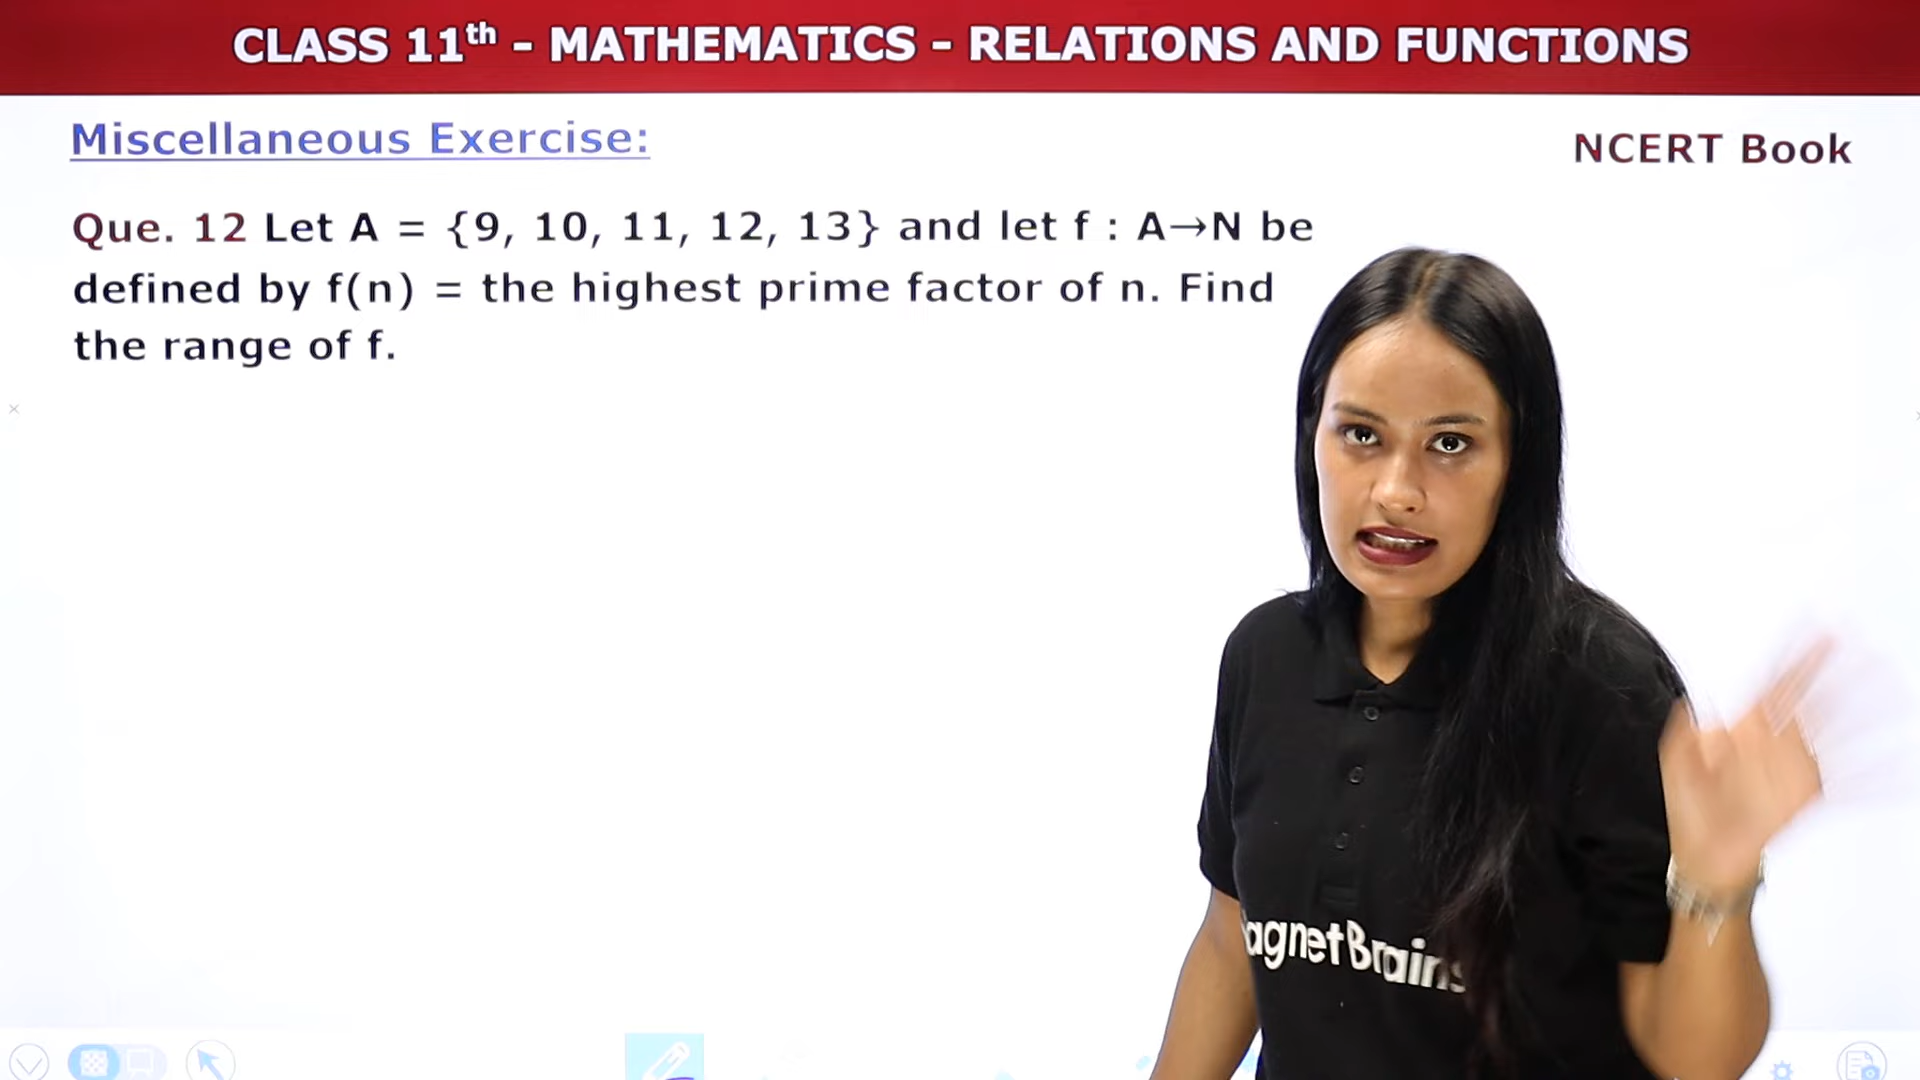 CLASS 11th - MATHEMATICS - RELATIONS AND FUNCTIONS
Miscellaneous Exercise:
NCERT Book
Que. 12 Let A = {9, 10, 11, 12, 13} and let f : A→N be
defined by f(n) = the highest prime factor of n. Find
the range of f.
agnetBrains